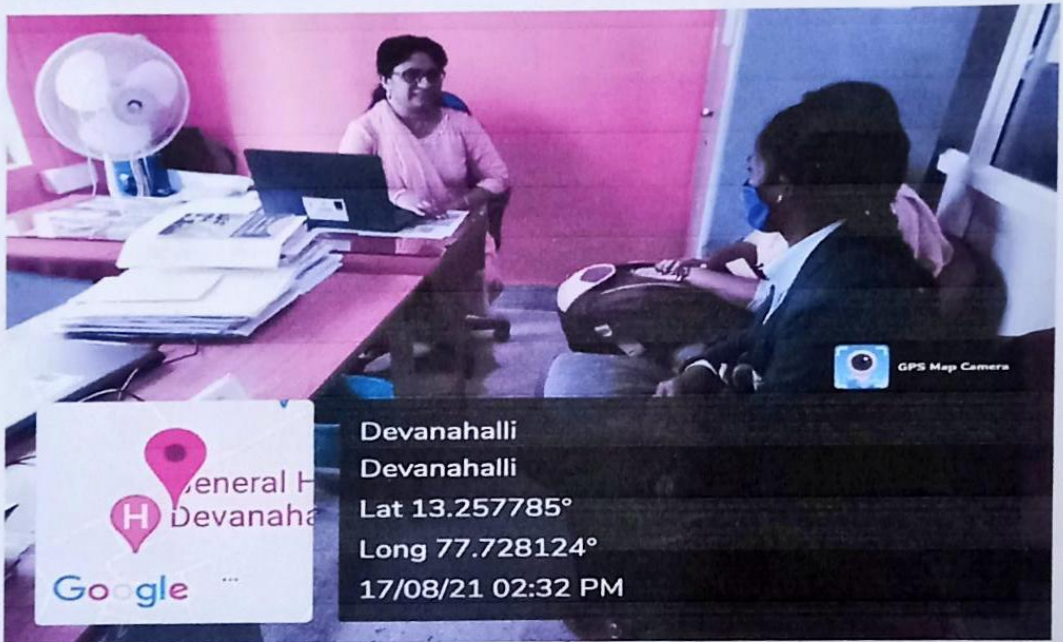 GPS Map Camera
Devanahalli
Devanahalli
Lat 13.257785°
Long 77.728124°
17/08/21 02:32 PM
eneral H
Devanaha
H
Google